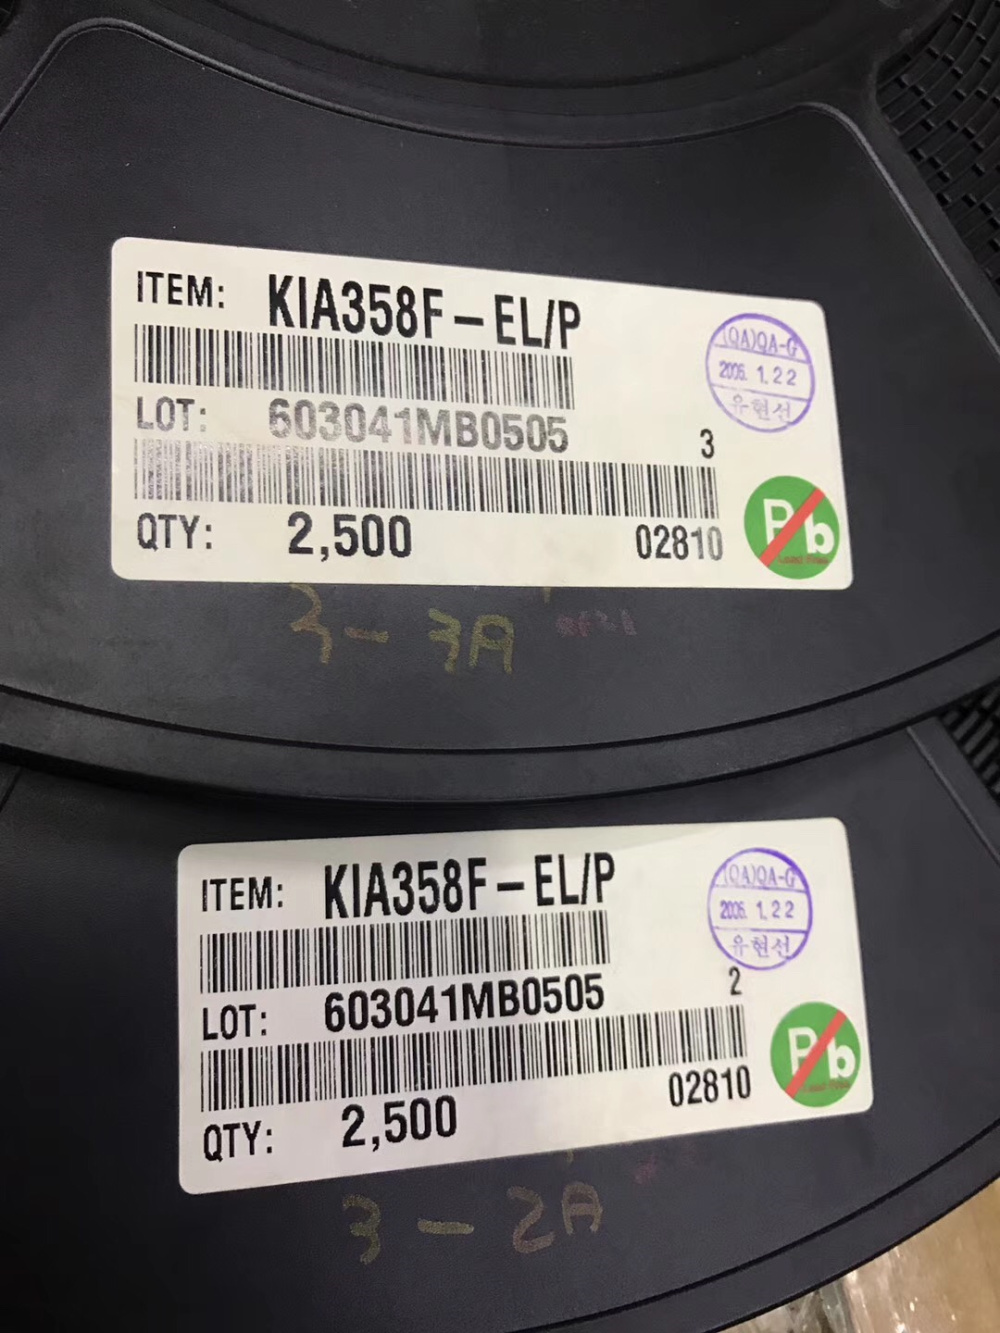 ITEM: KIA358F-EL/P
(QA)QA-G
2006. 1.22
유현선
LOT: 603041MB0505
3
QTY: 2,500
02810
Pb
3-3A
ITEM: KIA358F-EL/P
(QA)QA-G
2006. 1.22
유현선
LOT: 603041MB0505
2
QTY: 2,500
02810
Pb
3-2A